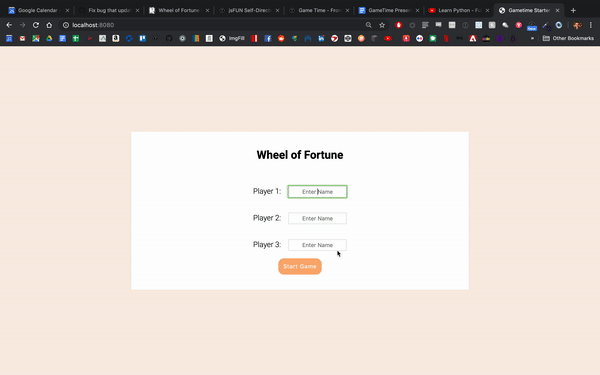 Google Calendar
Fix bug that upda
Wheel of Fortune
jsFUN Self-Direct
Game Time - Fro
GameTime Prese
Learn Python - Fu
Gametime Starte
localhost:8080
New
ImgFill
Other Bookmarks
Wheel of Fortune
Player 1: Enter Name
Player 2: Enter Name
Player 3: Enter Name
Start Game